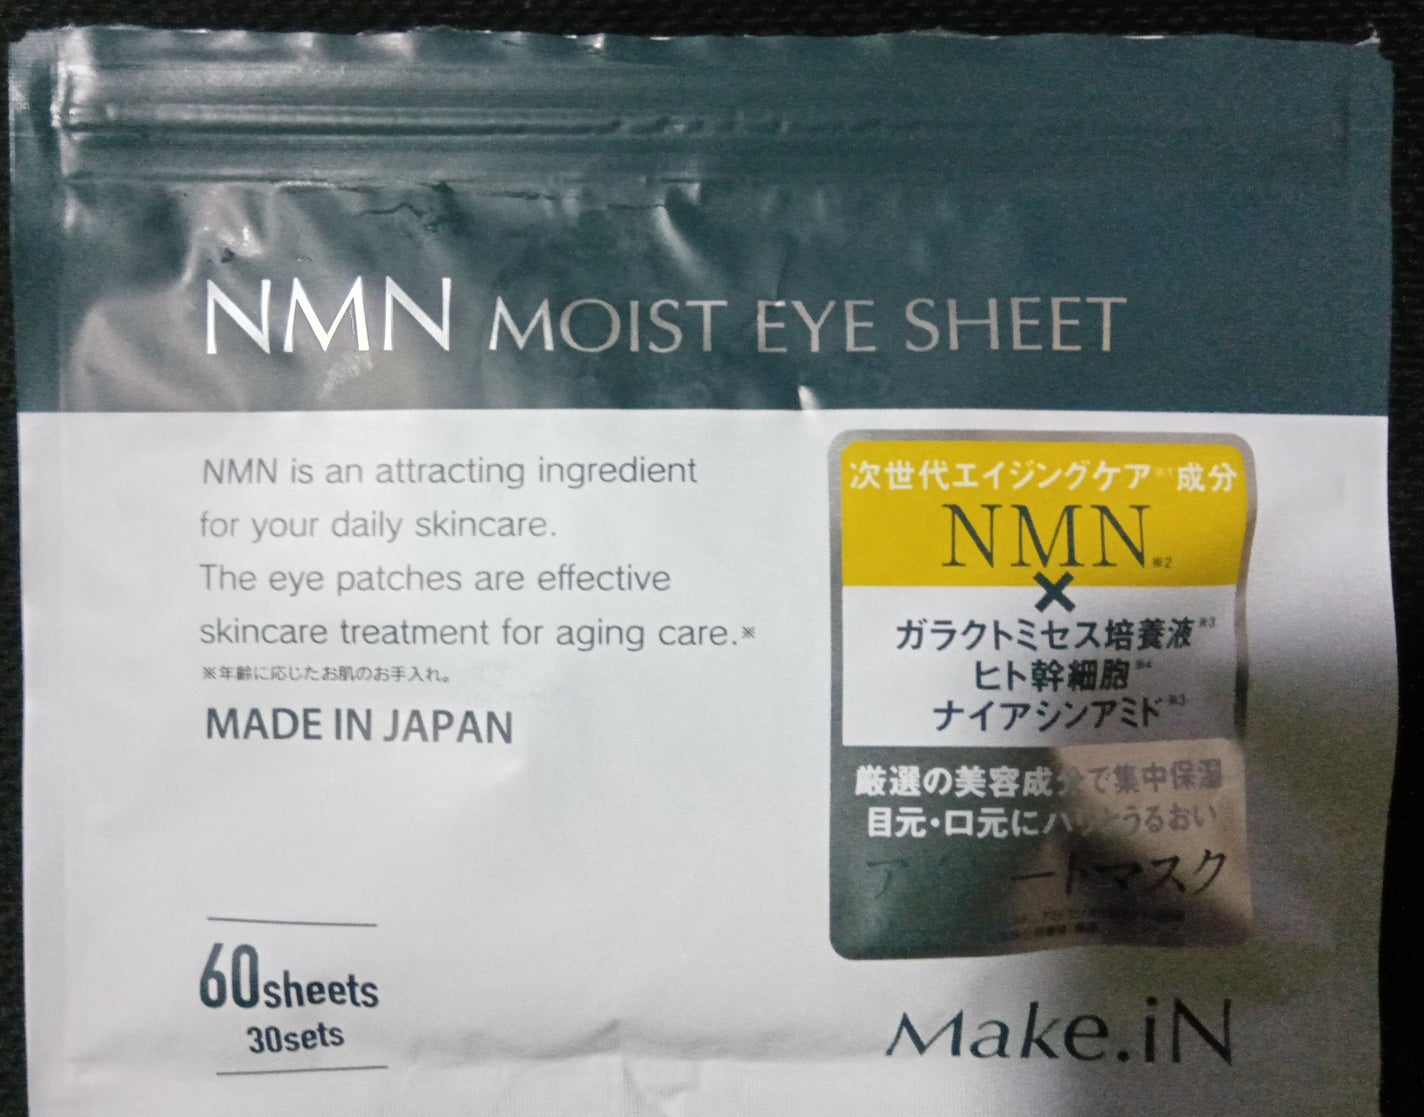 NMN MOIST EYE SHEET
NMN is an attracting ingredient
for your daily skincare.
The eye patches are effective
skincare treatment for aging care.※
※年齢に応じたお肌のお手入れ。
MADE IN JAPAN
60sheets
30sets
次世代エイジングケア※1成分
NMN※2
×
ガラクトミセス培養液※3
ヒト幹細胞※4
ナイアシンアミド※3
厳選の美容成分で集中保湿
目元・口元にハリとうるおい
ートマスク
Make.iN